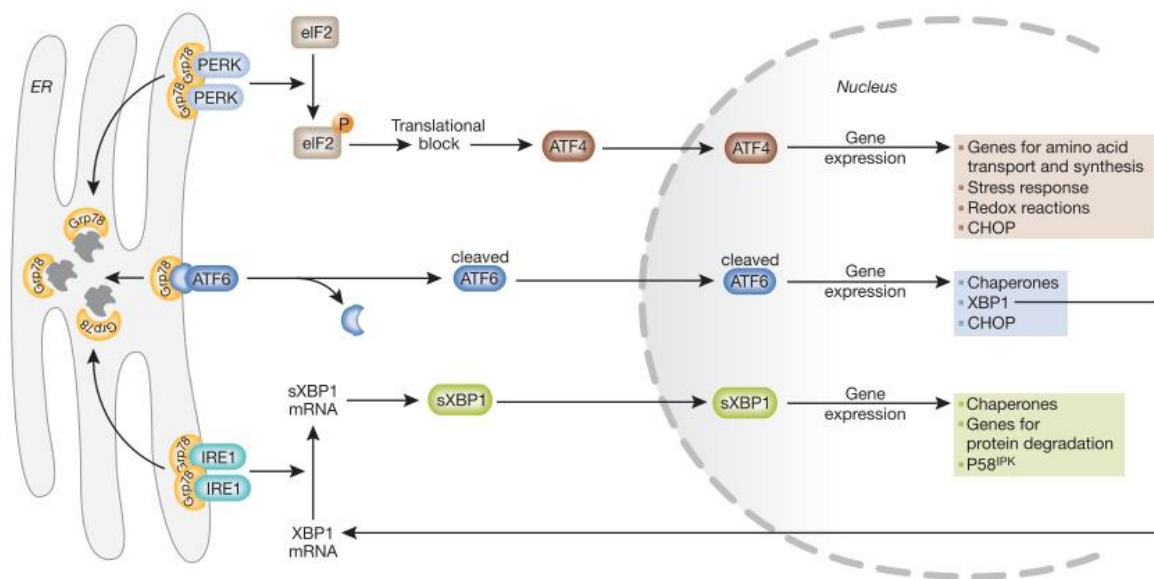 ER
Grp78
PERK
Grp78
PERK
eIF2
P
eIF2
Translational
block
ATF4
ATF4
Nucleus
Gene
expression
Genes for amino acid
transport and synthesis
Stress response
Redox reactions
CHOP
Grp78
Grp78
Grp78
Grp78
ATF6
cleaved
ATF6
cleaved
ATF6
Gene
expression
Chaperones
XBP1
CHOP
sXBP1
mRNA
sXBP1
sXBP1
Gene
expression
Chaperones
Genes for
protein degradation
P58IPK
Grp78
IRE1
Grp78
IRE1
XBP1
mRNA